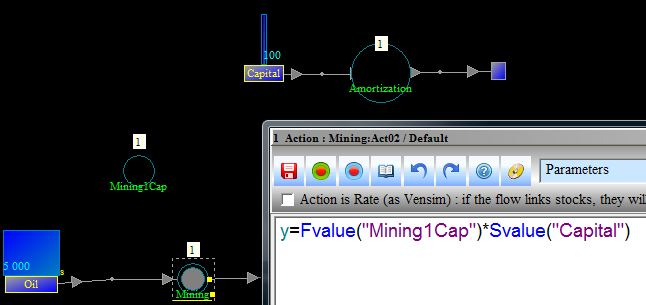 1
100
Capital
Amortization
1
Mining1Cap
1 Action : Mining:Act02 / Default
Parameters
Action is Rate (as Vensim) : if the flow links stocks, they wil
y=Fvalue("Mining1Cap")*Svalue("Capital")
1
5 000
s
Oil
Mining